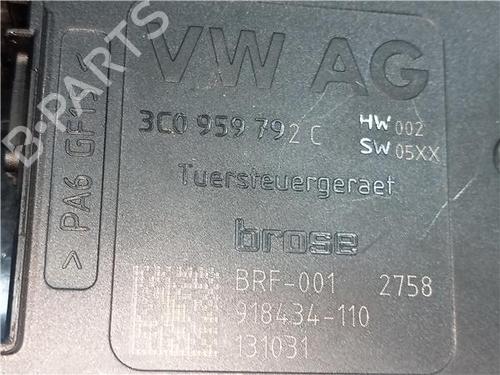 VW AG
3C0 959 792 C
HW 002
SW 05XX
Tuersteuergeraet
brose
BRF-001 2758
918434-110
131031
> PA6 GF15 <
B-PARTS